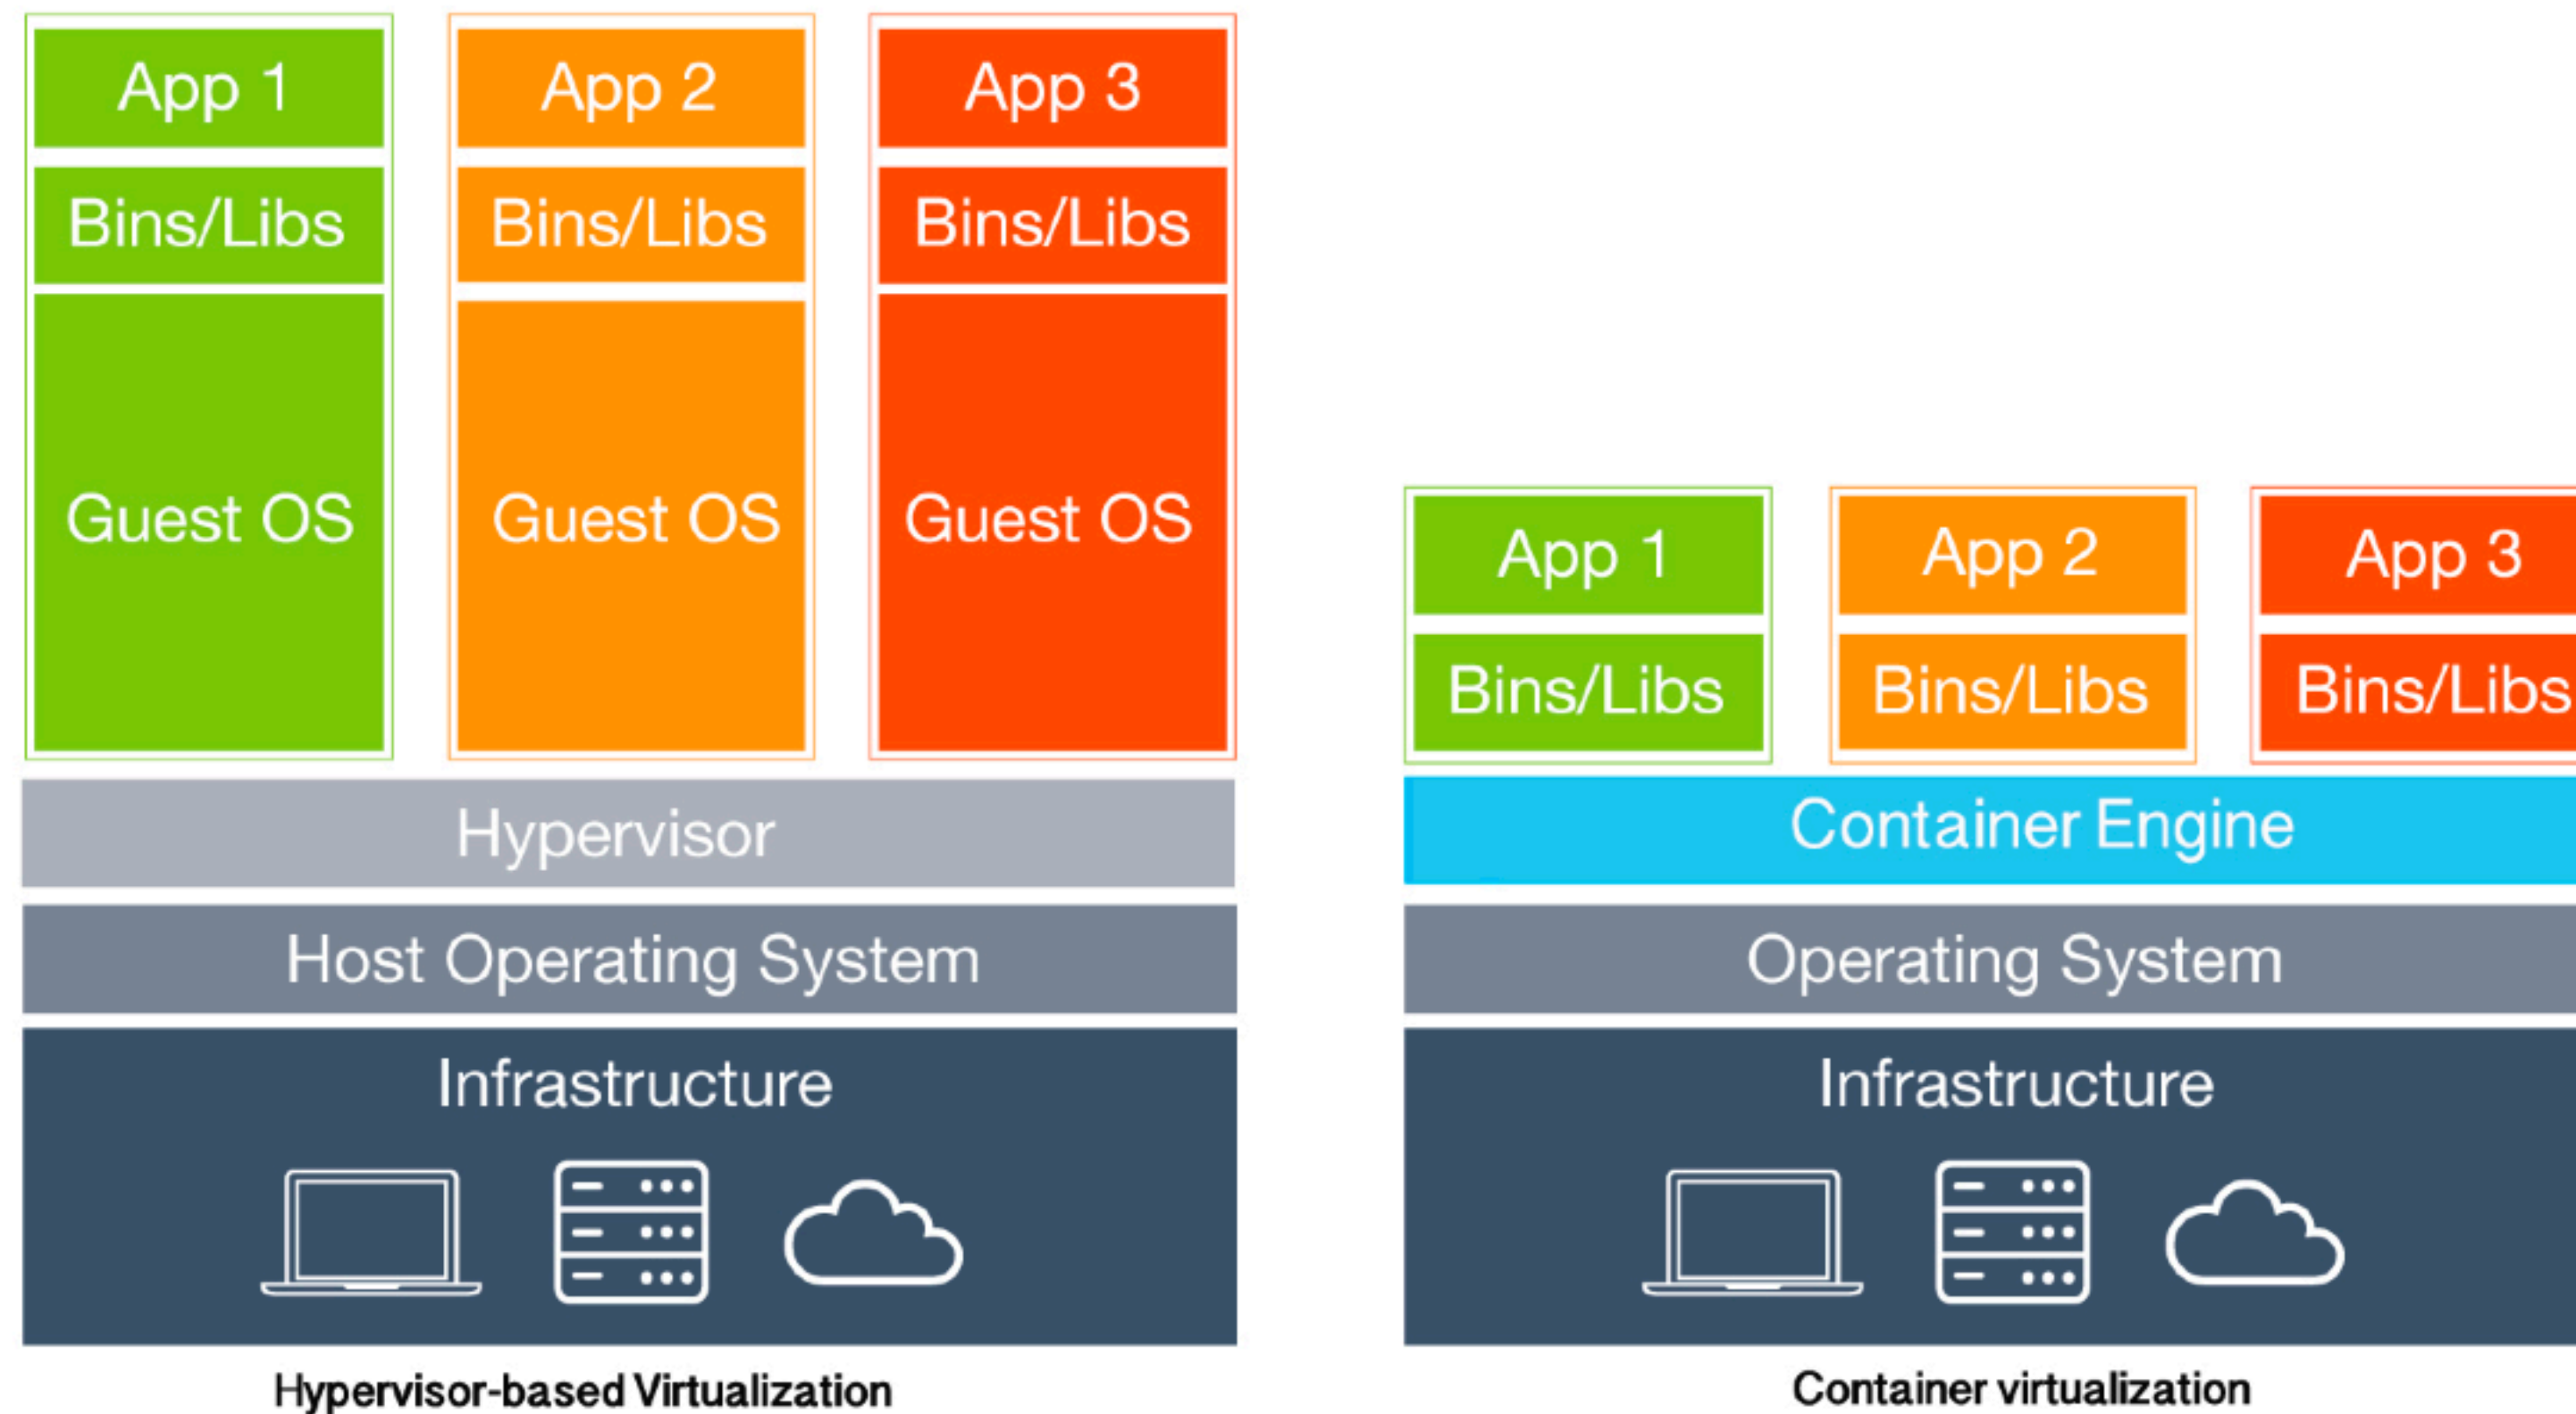 App 1
App 2
App 3
Bins/Libs
Bins/Libs
Bins/Libs
Guest OS
Guest OS
Guest OS
Hypervisor
Host Operating System
Infrastructure
Hypervisor-based Virtualization
App 1
App 2
App 3
Bins/Libs
Bins/Libs
Bins/Libs
Container Engine
Operating System
Infrastructure
Container virtualization